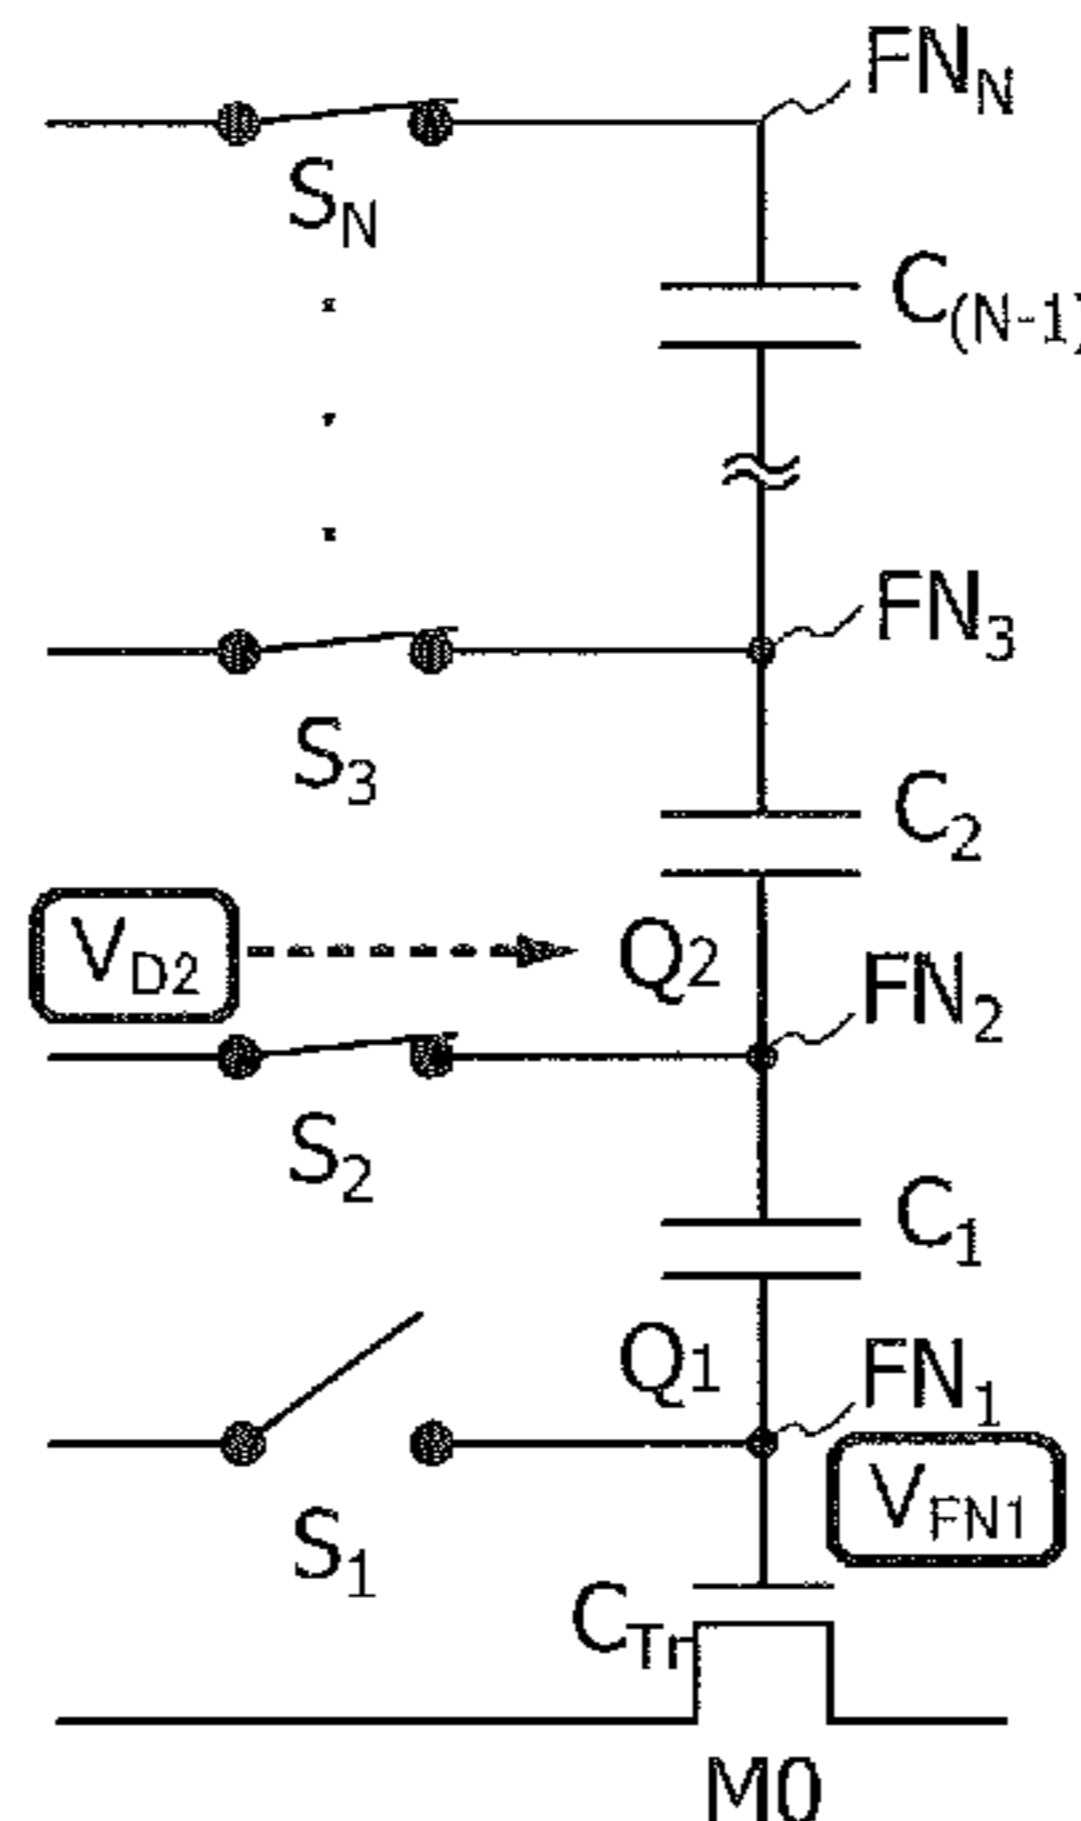 FN_N
S_N
C_(N-1)
FN_3
S_3
C_2
V_D2
Q2
FN_2
S_2
C_1
Q1
FN_1
V_FN1
S_1
C_Tr
M0